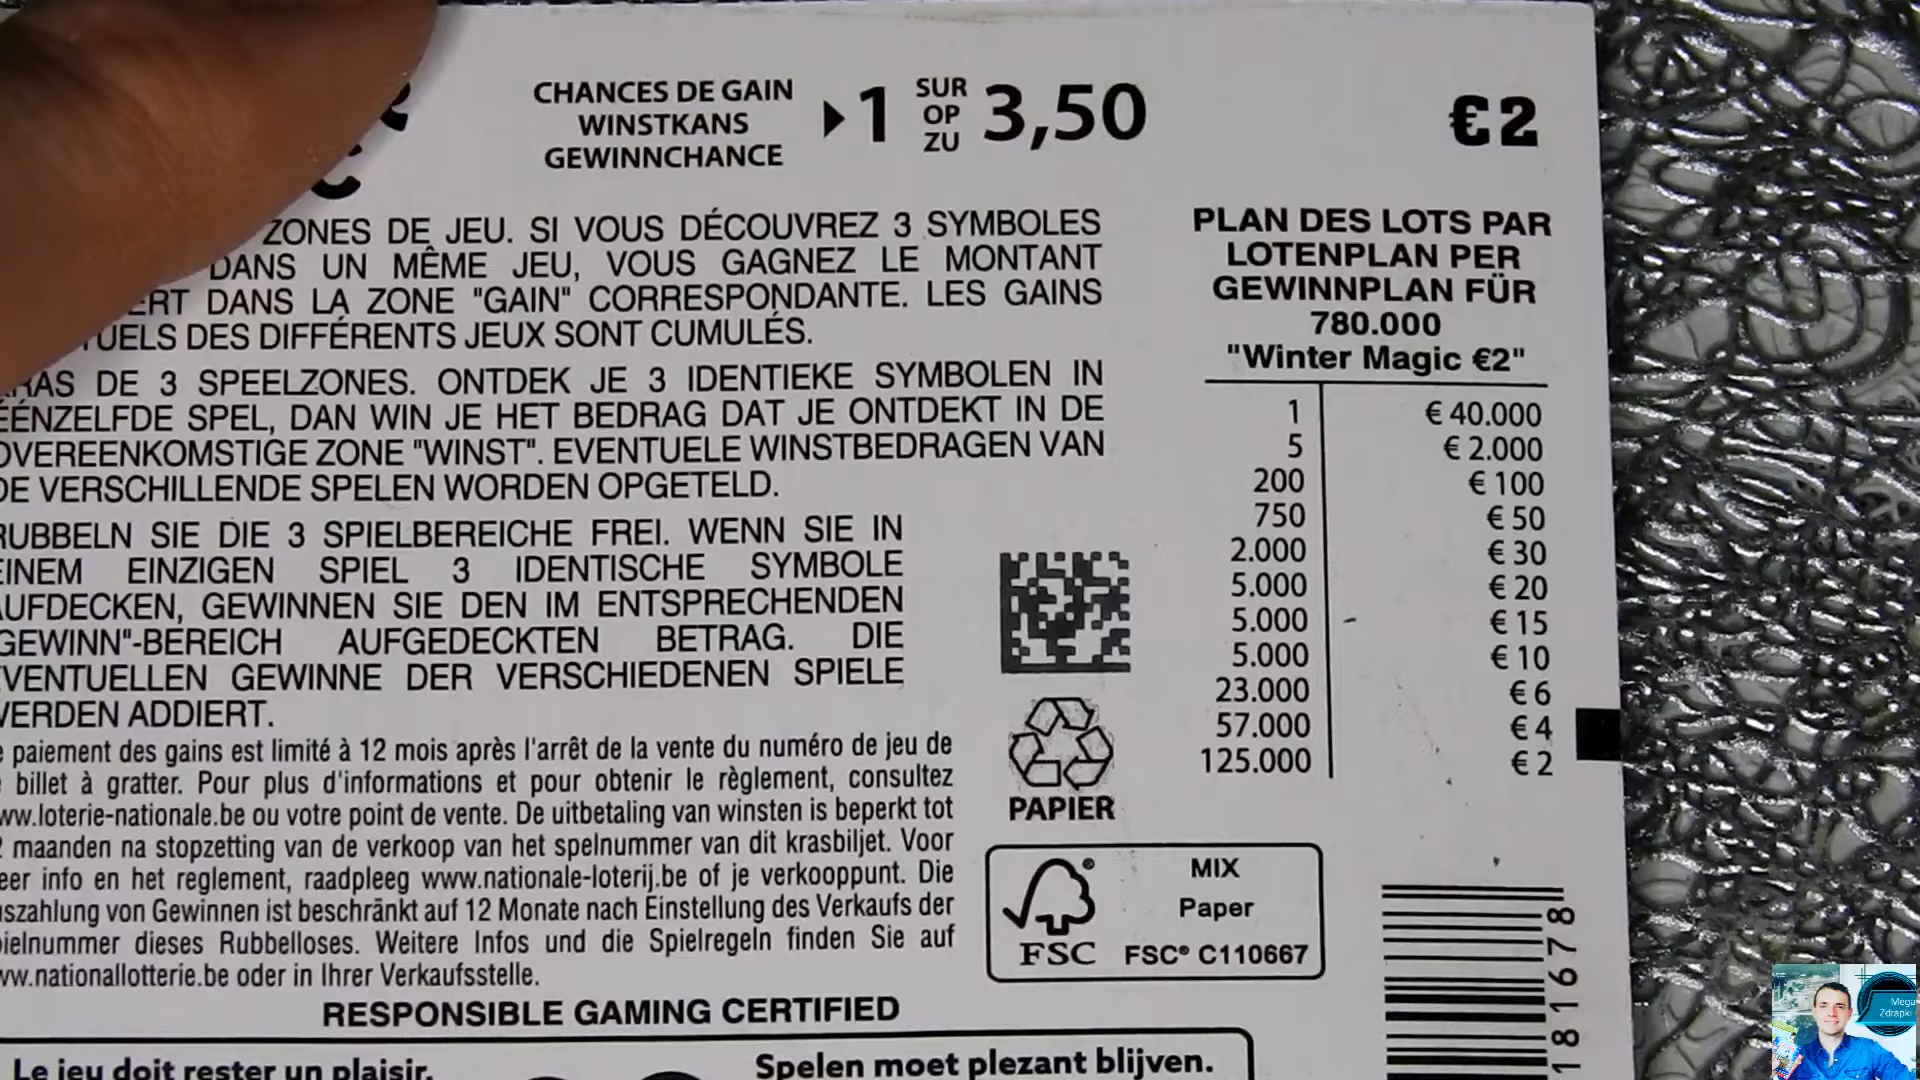 CHANCES DE GAIN
WINSTKANS
GEWINNCHANCE
1 SUR OP ZU 3,50
€2
ZONES DE JEU. SI VOUS DÉCOUVREZ 3 SYMBOLES
DANS UN MÊME JEU, VOUS GAGNEZ LE MONTANT
DANS LA ZONE "GAIN" CORRESPONDANTE. LES GAINS
DES DIFFÉRENTS JEUX SONT CUMULÉS.
DE 3 SPEELZONES. ONTDEK JE 3 IDENTIEKE SYMBOLEN IN
ÉÉNZELFDE SPEL, DAN WIN JE HET BEDRAG DAT JE ONTDEKT IN DE
OVEREENKOMSTIGE ZONE "WINST". EVENTUELE WINSTBEDRAGEN VAN
DE VERSCHILLENDE SPELEN WORDEN OPGETELD.
RUBBELN SIE DIE 3 SPIELBEREICHE FREI. WENN SIE IN
EINEM EINZIGEN SPIEL 3 IDENTISCHE SYMBOLE
AUFDECKEN, GEWINNEN SIE DEN IM ENTSPRECHENDEN
GEWINN"-BEREICH AUFGEDECKTEN BETRAG. DIE
EVENTUELLEN GEWINNE DER VERSCHIEDENEN SPIELE
WERDEN ADDIERT.
paiement des gains est limité à 12 mois après l'arrêt de la vente du numéro de jeu de
billet à gratter. Pour plus d'informations et pour obtenir le règlement, consultez
ww.loterie-nationale.be ou votre point de vente. De uitbetaling van winsten is beperkt tot
maanden na stopzetting van de verkoop van het spelnummer van dit krasbiljet. Voor
eer info en het reglement, raadpleeg www.nationale-loterij.be of je verkooppunt. Die
uszahlung von Gewinnen ist beschränkt auf 12 Monate nach Einstellung des Verkaufs der
pielnummer dieses Rubbelloses. Weitere Infos und die Spielregeln finden Sie auf
ww.nationallotterie.be oder in Ihrer Verkaufsstelle.
RESPONSIBLE GAMING CERTIFIED
Le jeu doit rester un plaisir.
Spelen moet plezant blijven.
PAPIER
FSC®
MIX
Paper
FSC® C110667
PLAN DES LOTS PAR
LOTENPLAN PER
GEWINNPLAN FÜR
780.000
"Winter Magic €2"
1 € 40.000
5 € 2.000
200 € 100
750 € 50
2.000 € 30
5.000 € 20
5.000 € 15
5.000 € 10
23.000 € 6
57.000 € 4
125.000 € 2
181678
Mega
Zdrapki